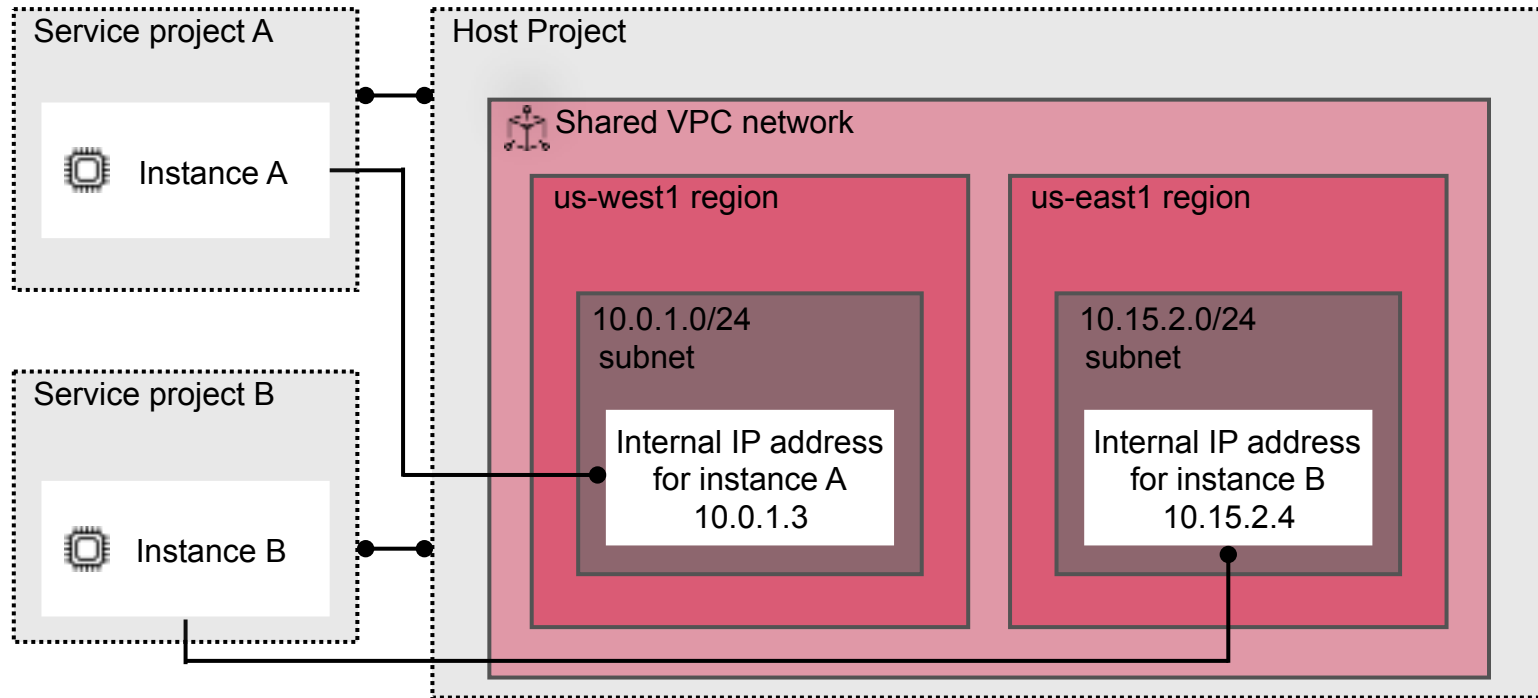 Service project A
Instance A
Service project B
Instance B
Host Project
Shared VPC network
us-west1 region
10.0.1.0/24
subnet
Internal IP address
for instance A
10.0.1.3
us-east1 region
10.15.2.0/24
subnet
Internal IP address
for instance B
10.15.2.4